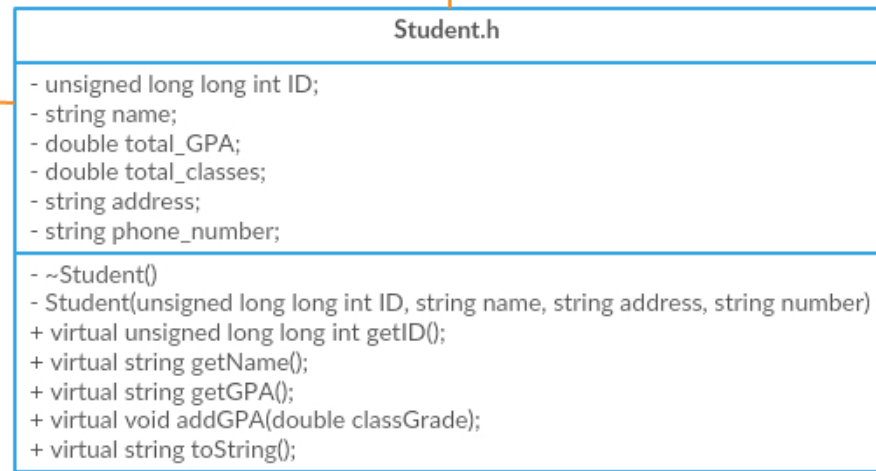 Student.h
- unsigned long long int ID;
- string name;
- double total_GPA;
- double total_classes;
- string address;
- string phone_number;
- ~Student()
- Student(unsigned long long int ID, string name, string address, string number)
+ virtual unsigned long long int getID();
+ virtual string getName();
+ virtual string getGPA();
+ virtual void addGPA(double classGrade);
+ virtual string toString();